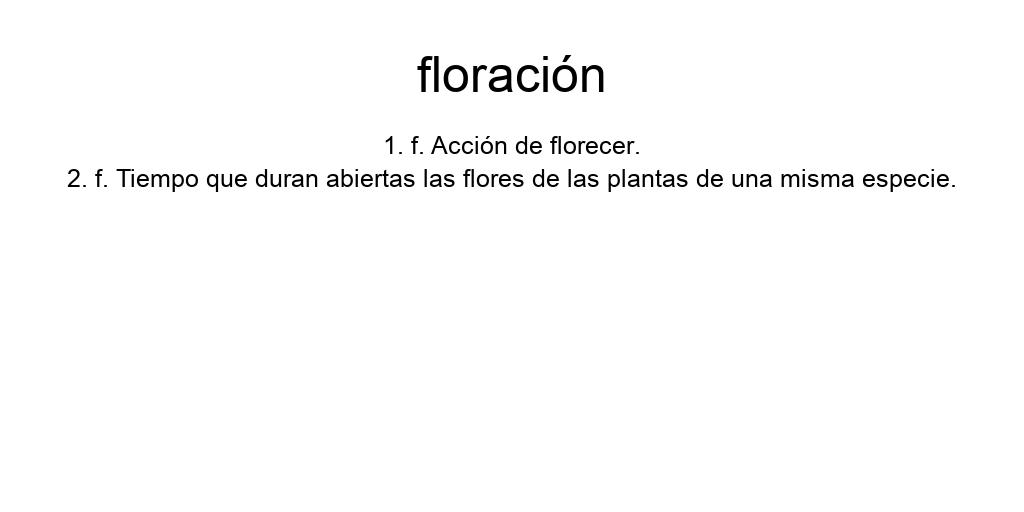 floración
1. f. Acción de florecer.
2. f. Tiempo que duran abiertas las flores de las plantas de una misma especie.